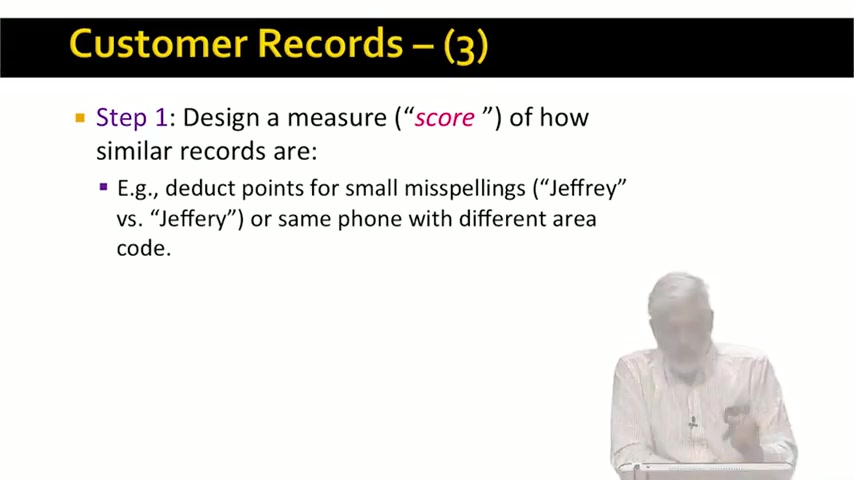 Customer Records – (3)
Step 1: Design a measure (“score ”) of how
similar records are:
E.g., deduct points for small misspellings (“Jeffrey”
vs. “Jeffery”) or same phone with different area
code.